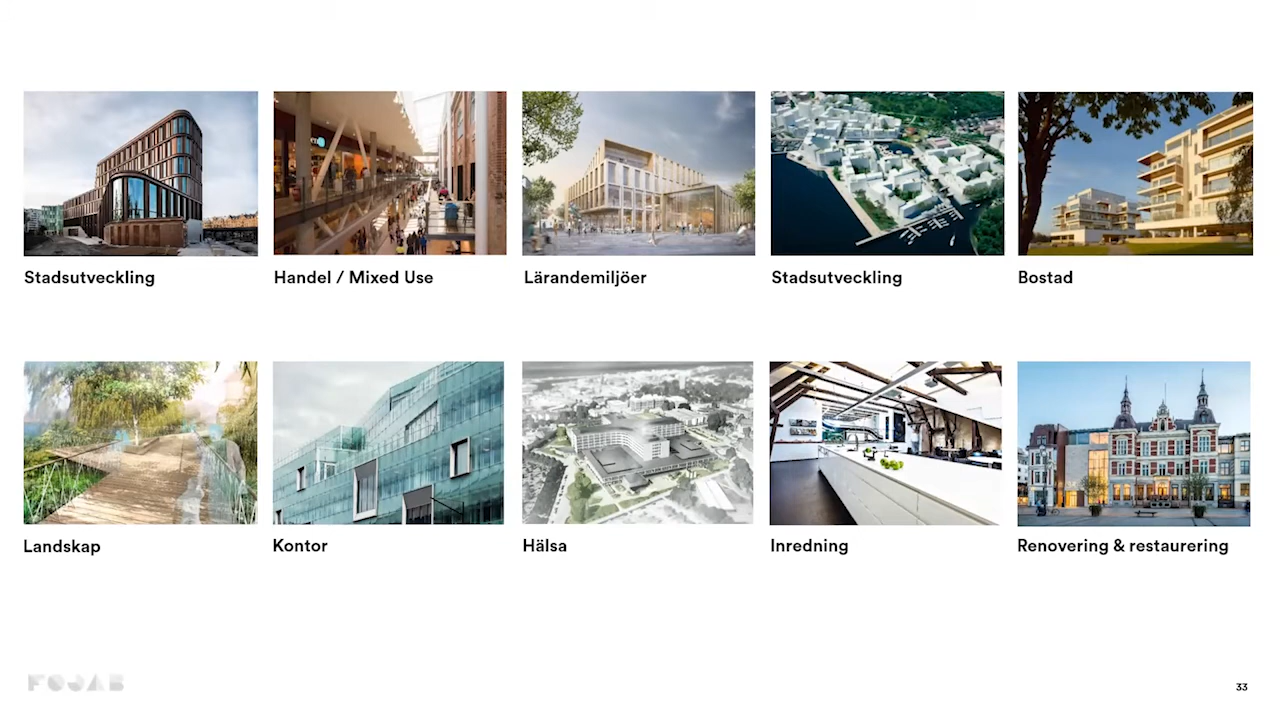 Stadsutveckling
Handel / Mixed Use
Lärandemiljöer
Stadsutveckling
Bostad
Landskap
Kontor
Hälsa
Inredning
Renovering & restaurering
FOJAB
33